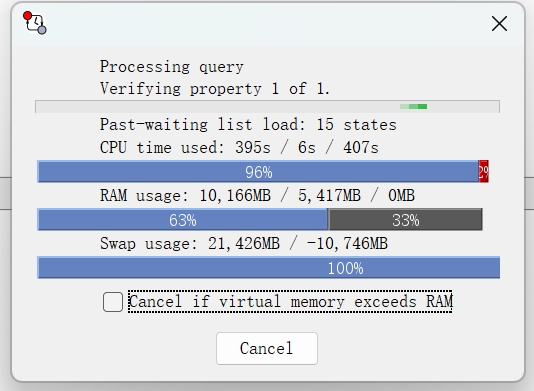 Processing query
Verifying property 1 of 1.
Past-waiting list load: 15 states
CPU time used: 395s / 6s / 407s
96%
2%
RAM usage: 10,166MB / 5,417MB / 0MB
63%
33%
Swap usage: 21,426MB / -10,746MB
100%
Cancel if virtual memory exceeds RAM
Cancel